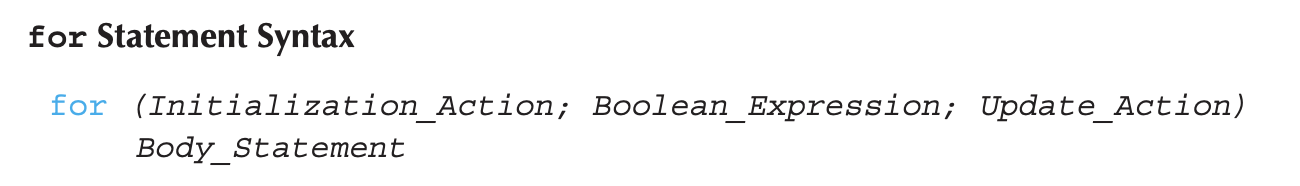 for Statement Syntax
for (Initialization_Action; Boolean_Expression; Update_Action)
Body_Statement